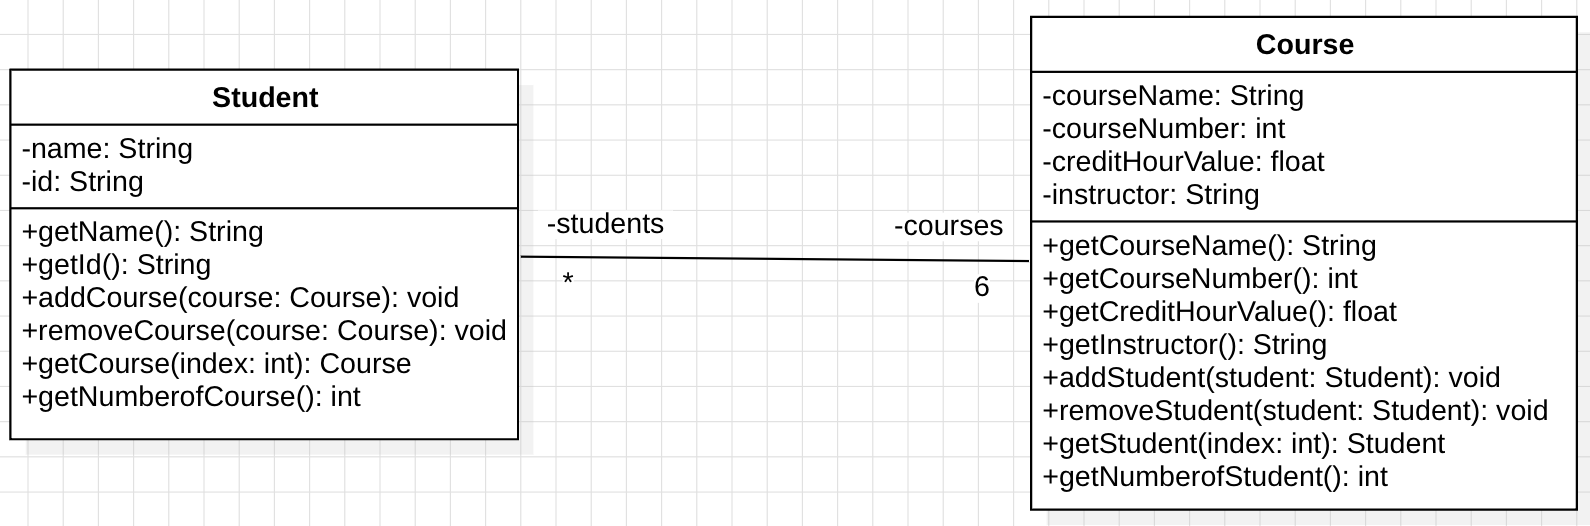 Student
-name: String
-id: String
+getName(): String
+getId(): String
+addCourse(course: Course): void
+removeCourse(course: Course): void
+getCourse(index: int): Course
+getNumberofCourse(): int
-students
*
-courses
6
Course
-courseName: String
-courseNumber: int
-creditHourValue: float
-instructor: String
+getCourseName(): String
+getCourseNumber(): int
+getCreditHourValue(): float
+getInstructor(): String
+addStudent(student: Student): void
+removeStudent(student: Student): void
+getStudent(index: int): Student
+getNumberofStudent(): int